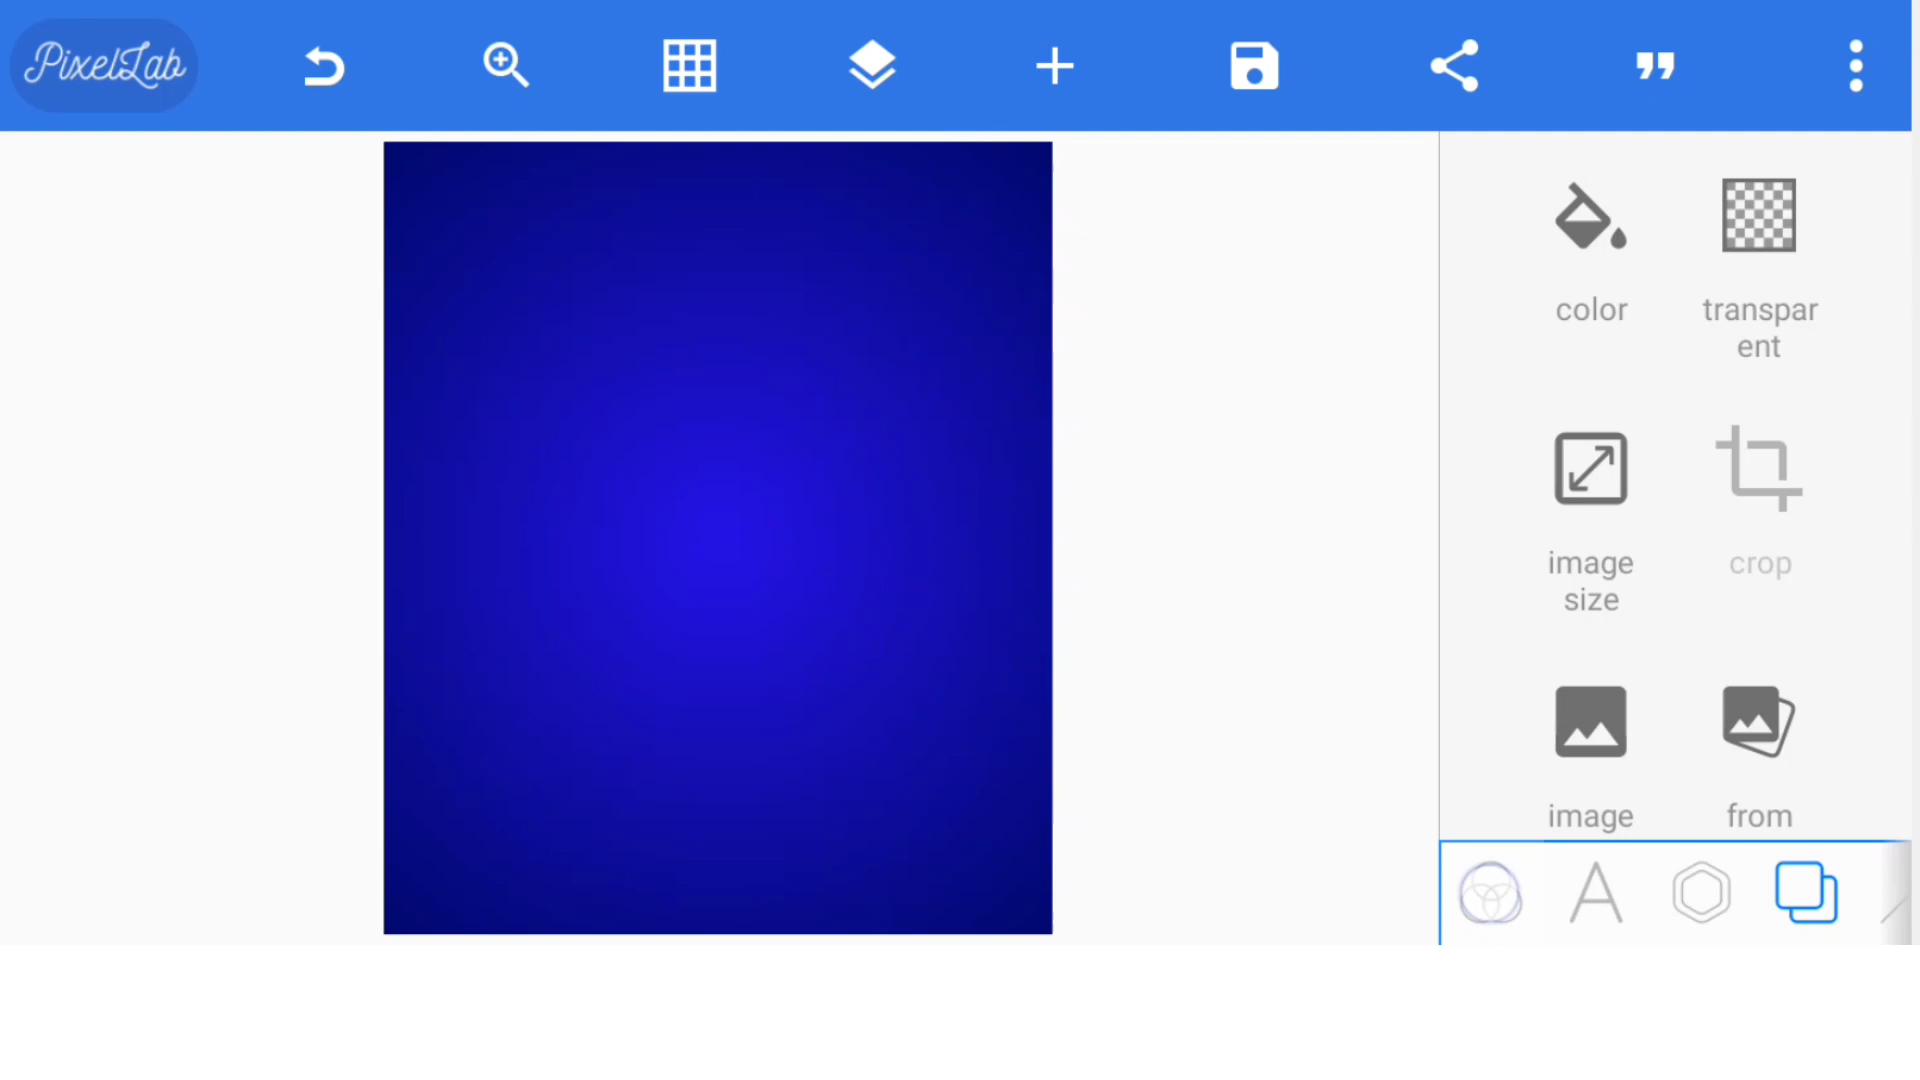 PixelLab
color
transpar
ent
image
size
crop
image
from